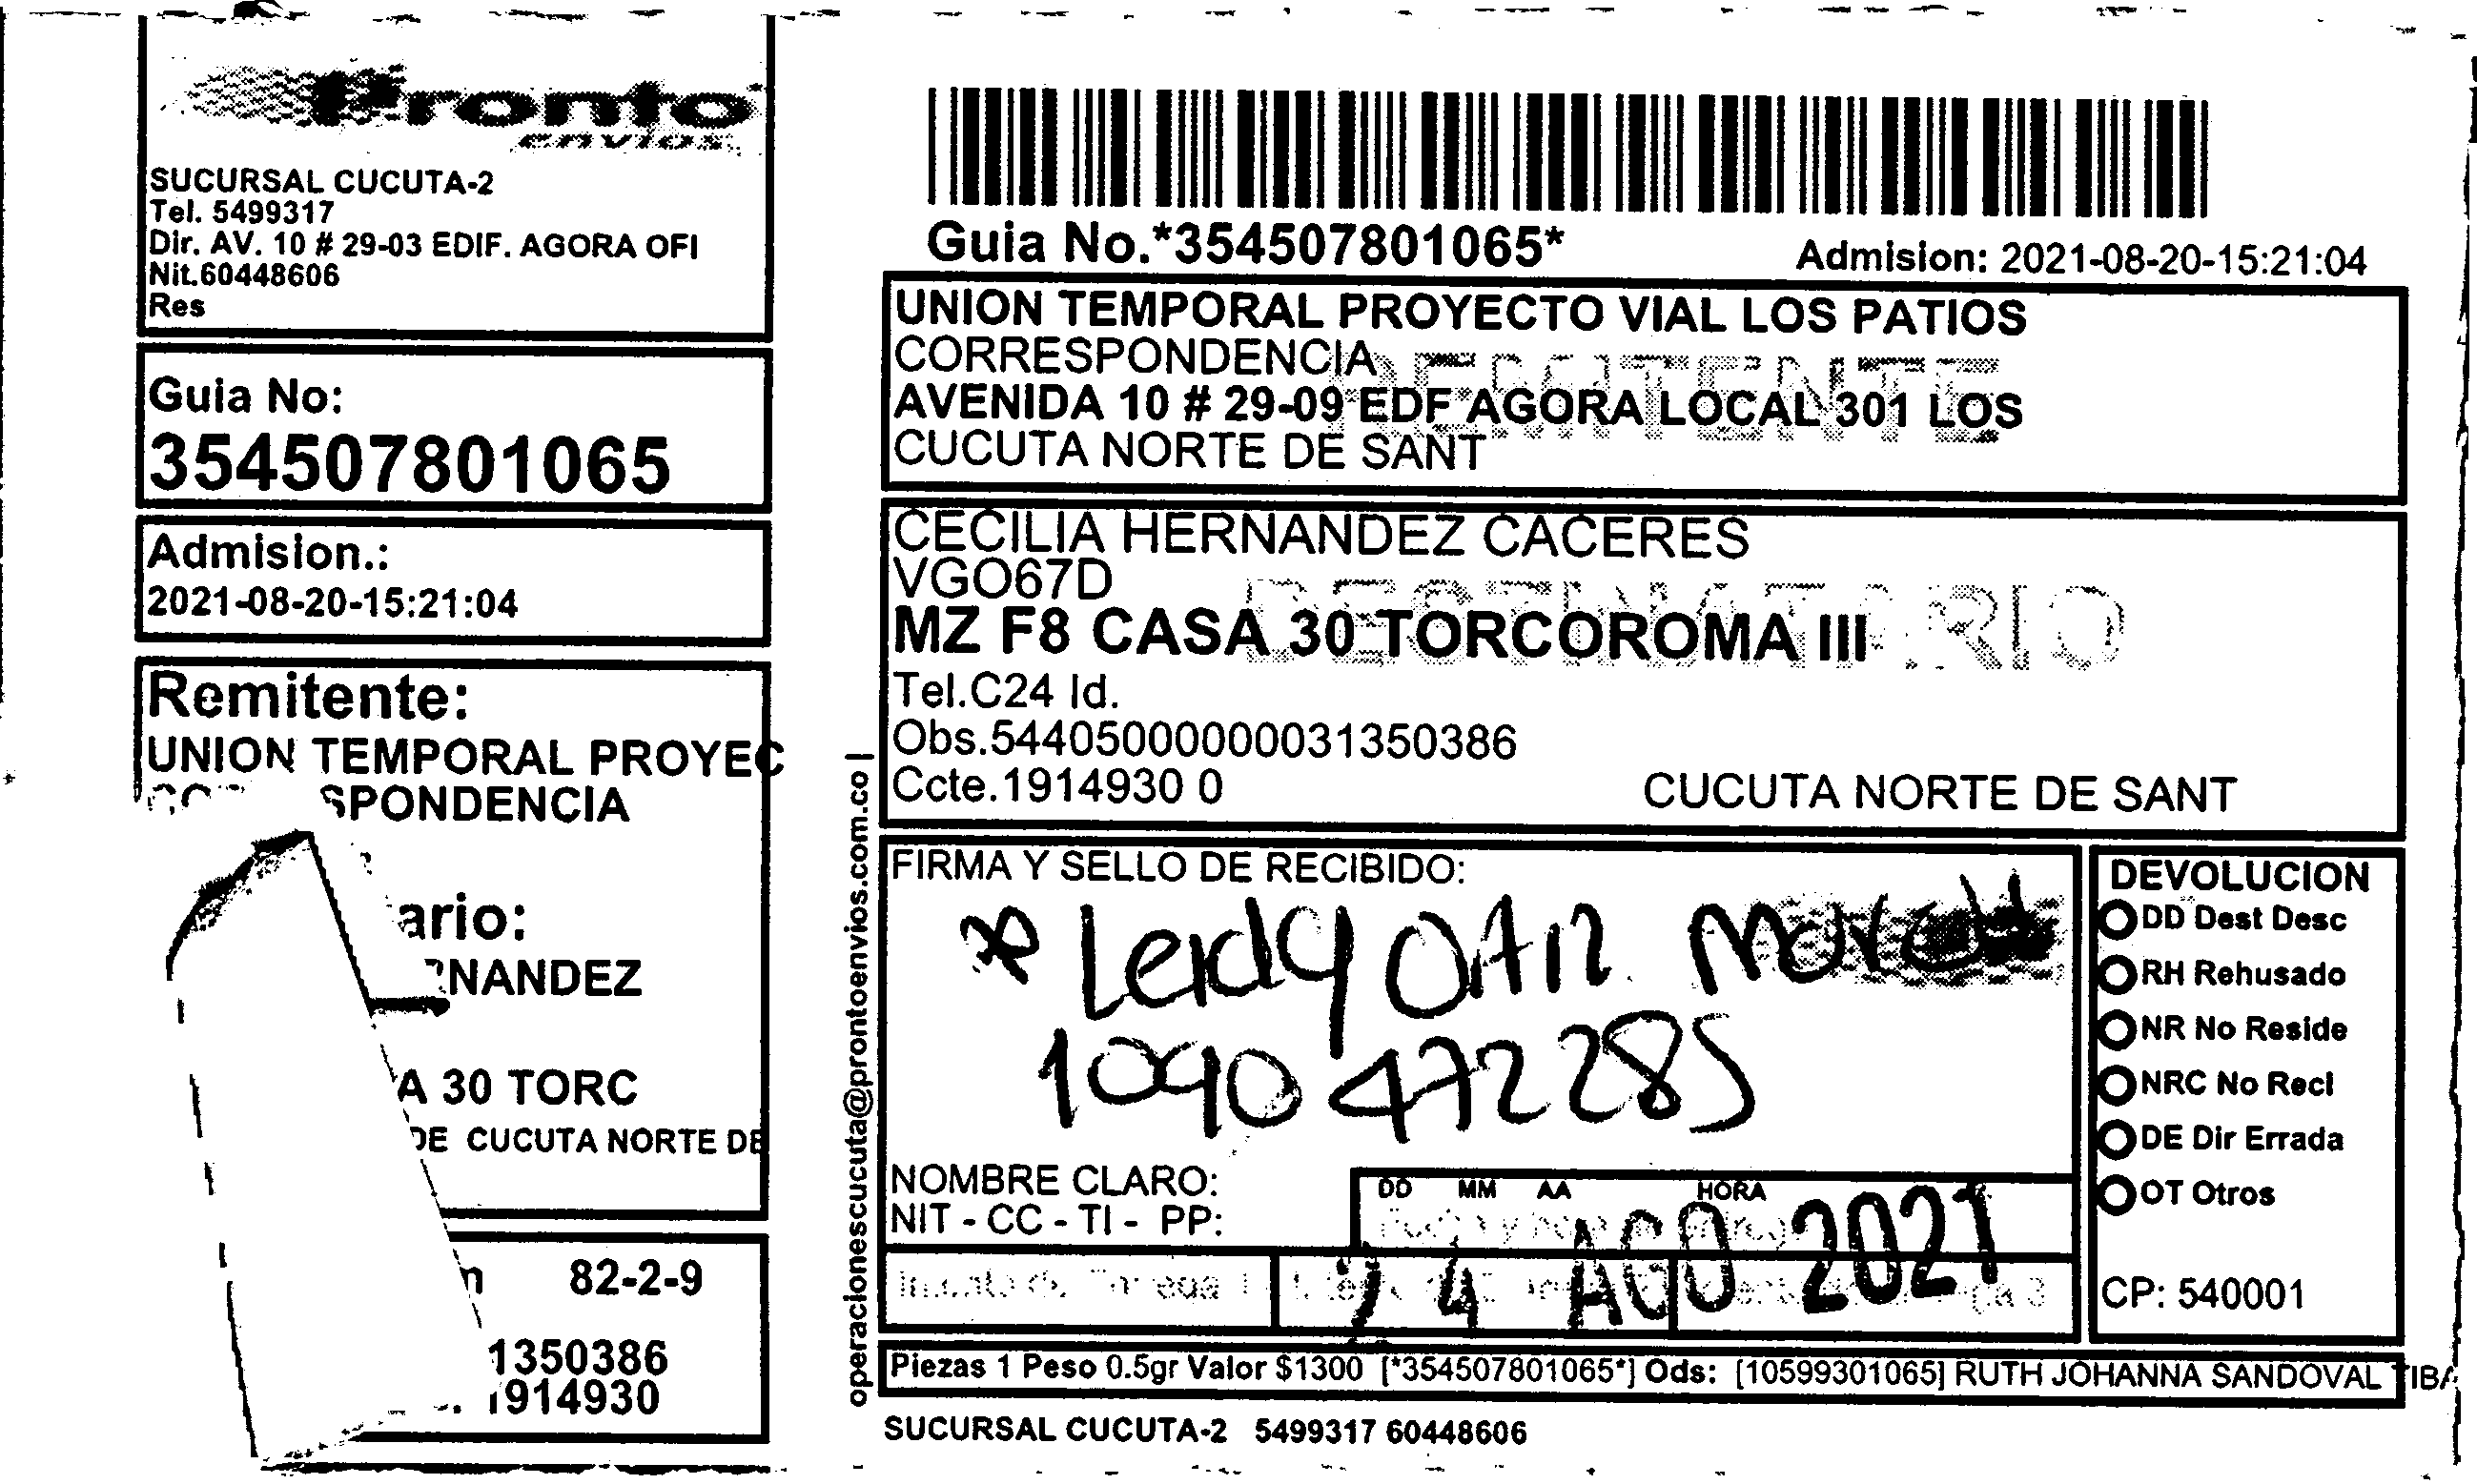 Pronto
envios
SUCURSAL CUCUTA-2
Tel. 5499317
Dir. AV. 10 # 29-03 EDIF. AGORA OFI
Nit.60448606
Res
Guia No:
354507801065
Admision.:
2021-08-20-15:21:04
Remitente:
UNION TEMPORAL PROYEC
SPONDENCIA
ario:
RNANDEZ
A 30 TORC
DE CUCUTA NORTE DE
82-2-9
1350386
1914930
operacionescucuta@prontoenvios.com.co |
Guia No.*354507801065*
Admision: 2021-08-20-15:21:04
UNION TEMPORAL PROYECTO VIAL LOS PATIOS
CORRESPONDENCIA
REMITENTE
AVENIDA 10 # 29-09 EDF AGORA LOCAL 301 LOS
CUCUTA NORTE DE SANT
CECILIA HERNANDEZ CACERES
VGO67D
DESTINATARIO
MZ F8 CASA 30 TORCOROMA III
Tel.C24 Id.
Obs.544050000000031350386
Ccte.1914930 0
CUCUTA NORTE DE SANT
FIRMA Y SELLO DE RECIBIDO:
Leidy
1090472285
NOMBRE CLARO:
NIT - CC - TI - PP:
DD MM AA HORA
AGO 2021
DEVOLUCION
DD Dest Desc
RH Rehusado
NR No Reside
NRC No Recl
DE Dir Errada
OT Otros
CP: 540001
Piezas 1 Peso 0.5gr Valor $1300 [*354507801065*] Ods: [10599301065] RUTH JOHANNA SANDOVAL TIBA
SUCURSAL CUCUTA-2 5499317 60448606